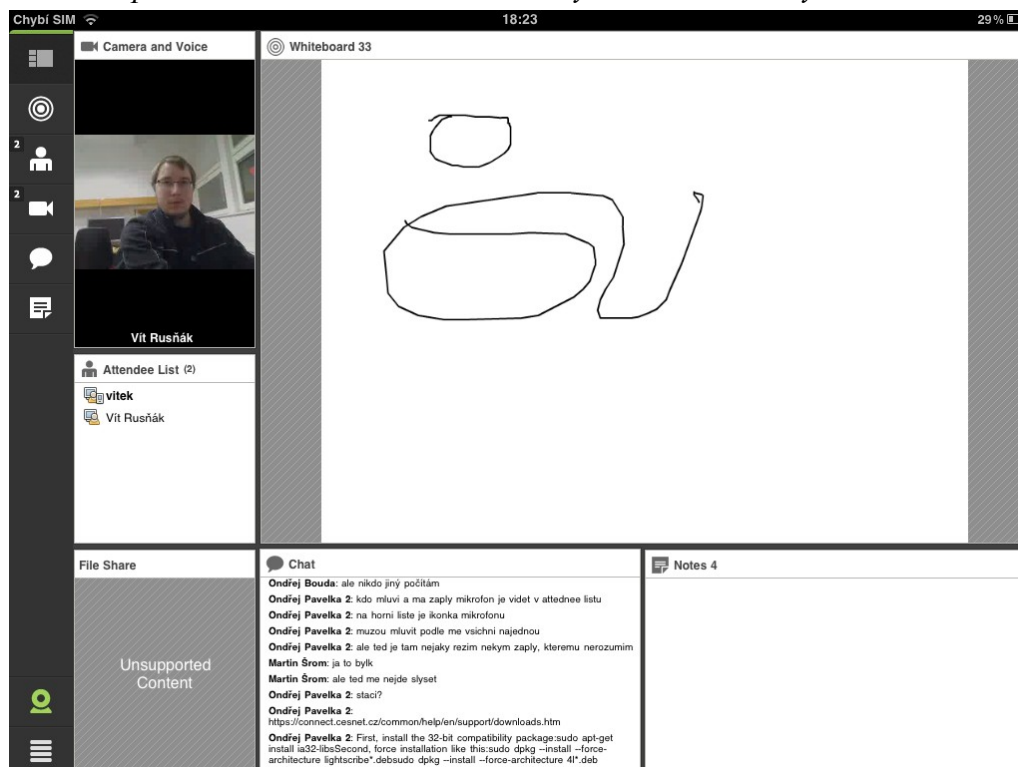 Chybí SIM
18:23
29 %
Camera and Voice
Whiteboard 33
2
2
Vít Rusňák
Attendee List (2)
vitek
Vít Rusňák
File Share
Unsupported
Content
Chat
Ondřej Bouda: ale nikdo jiný počítám
Ondřej Pavelka 2: kdo mluvi a ma zaply mikrofon je videt v attednee listu
Ondřej Pavelka 2: na horni liste je ikonka mikrofonu
Ondřej Pavelka 2: muzou mluvit podle me vsichni najednou
Ondřej Pavelka 2: ale ted je tam nejaky rezim nekym zaply, kteremu nerozumim
Martin Šrom: ja to bylk
Martin Šrom: ale ted me nejde slyset
Ondřej Pavelka 2: staci?
Ondřej Pavelka 2:
https://connect.cesnet.cz/common/help/en/support/downloads.htm
Ondřej Pavelka 2: First, install the 32-bit compatibility package:sudo apt-get
install ia32-libsSecond, force installation like this:sudo dpkg --install --force-
architecture lightscribe*.debsudo dpkg --install --force-architecture 4l*.deb
Notes 4